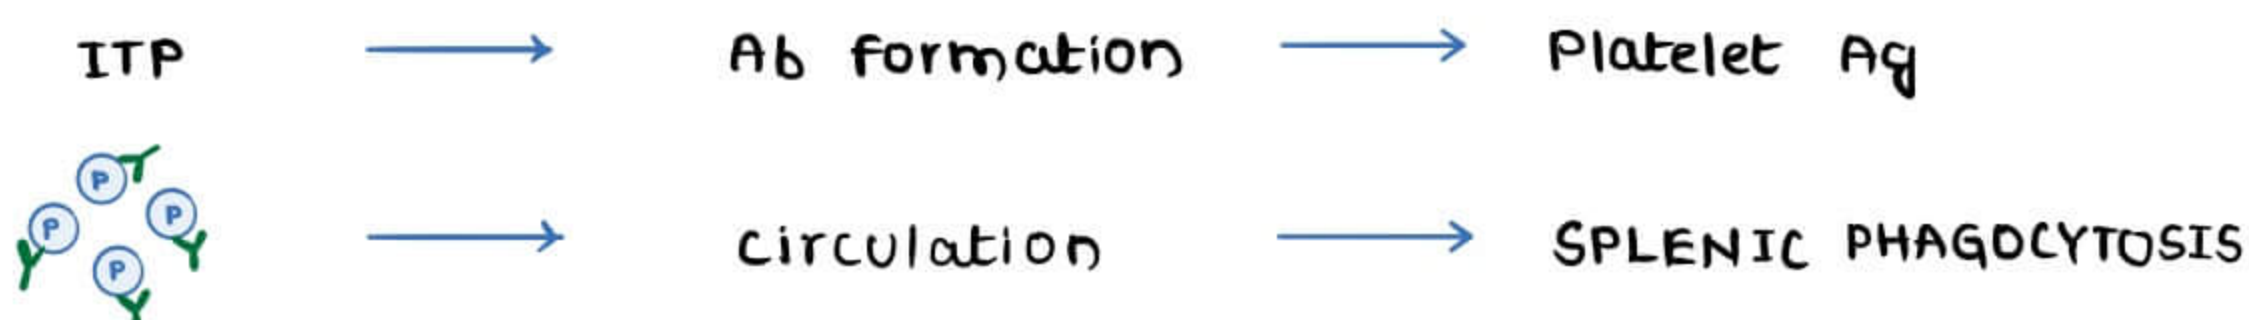 ITP → Ab formation → Platelet Ag
P P P P → circulation → SPLENIC PHAGOCYTOSIS